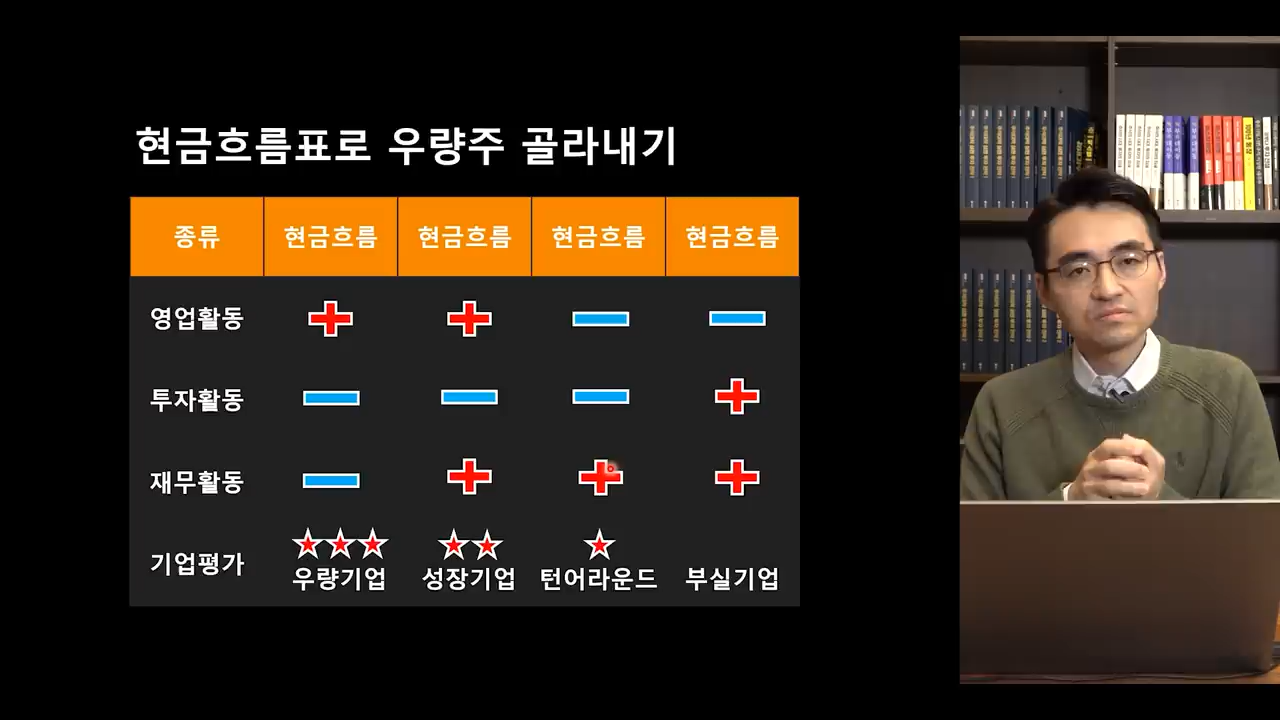 현금흐름표로 우량주 골라내기
종류 현금흐름 현금흐름 현금흐름 현금흐름
영업활동
투자활동
재무활동
기업평가 우량기업 성장기업 턴어라운드 부실기업